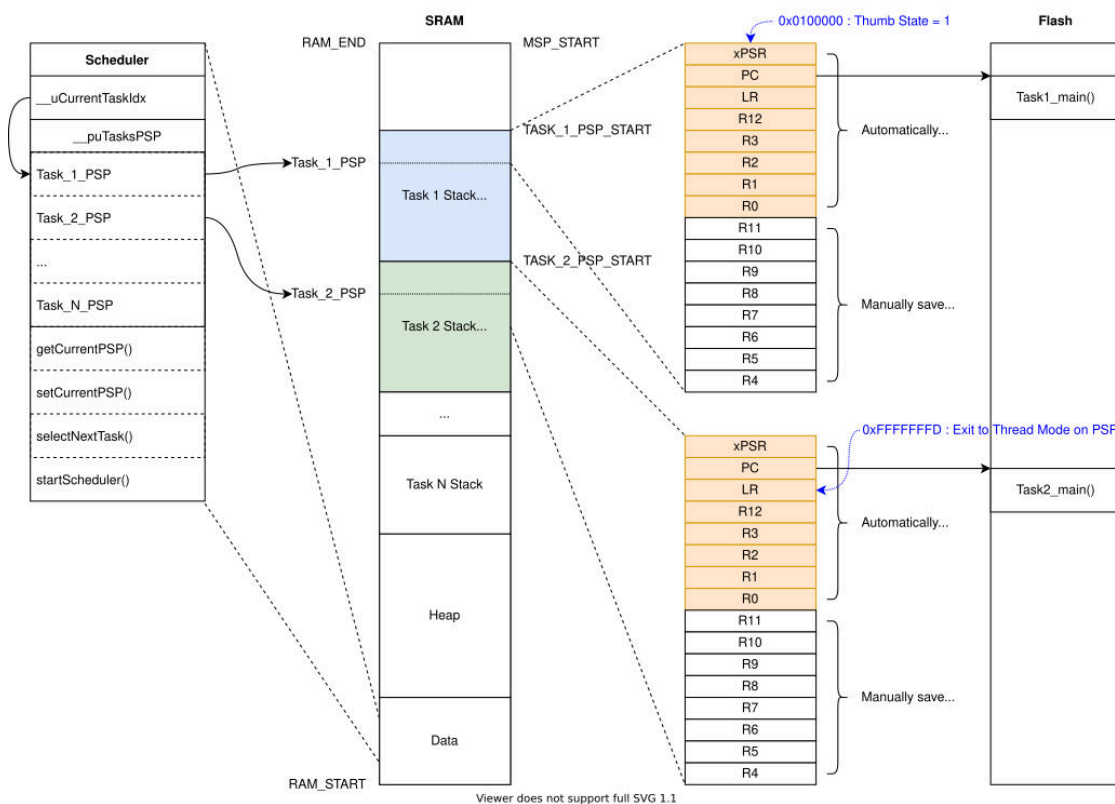 Scheduler
__uCurrentTaskIdx
__puTasksPSP
Task_1_PSP
Task_2_PSP
...
Task_N_PSP
getCurrentPSP()
setCurrentPSP()
selectNextTask()
startScheduler()
SRAM
RAM_END
MSP_START
TASK_1_PSP_START
Task_1_PSP
Task 1 Stack...
TASK_2_PSP_START
Task_2_PSP
Task 2 Stack...
...
Task N Stack
Heap
Data
RAM_START
0x0100000 : Thumb State = 1
xPSR
PC
LR
R12
R3
R2
R1
R0
R11
R10
R9
R8
R7
R6
R5
R4
Automatically...
Manually save...
0xFFFFFFFD : Exit to Thread Mode on PSP
xPSR
PC
LR
R12
R3
R2
R1
R0
R11
R10
R9
R8
R7
R6
R5
R4
Automatically...
Manually save...
Flash
Task1_main()
Task2_main()
Viewer does not support full SVG 1.1